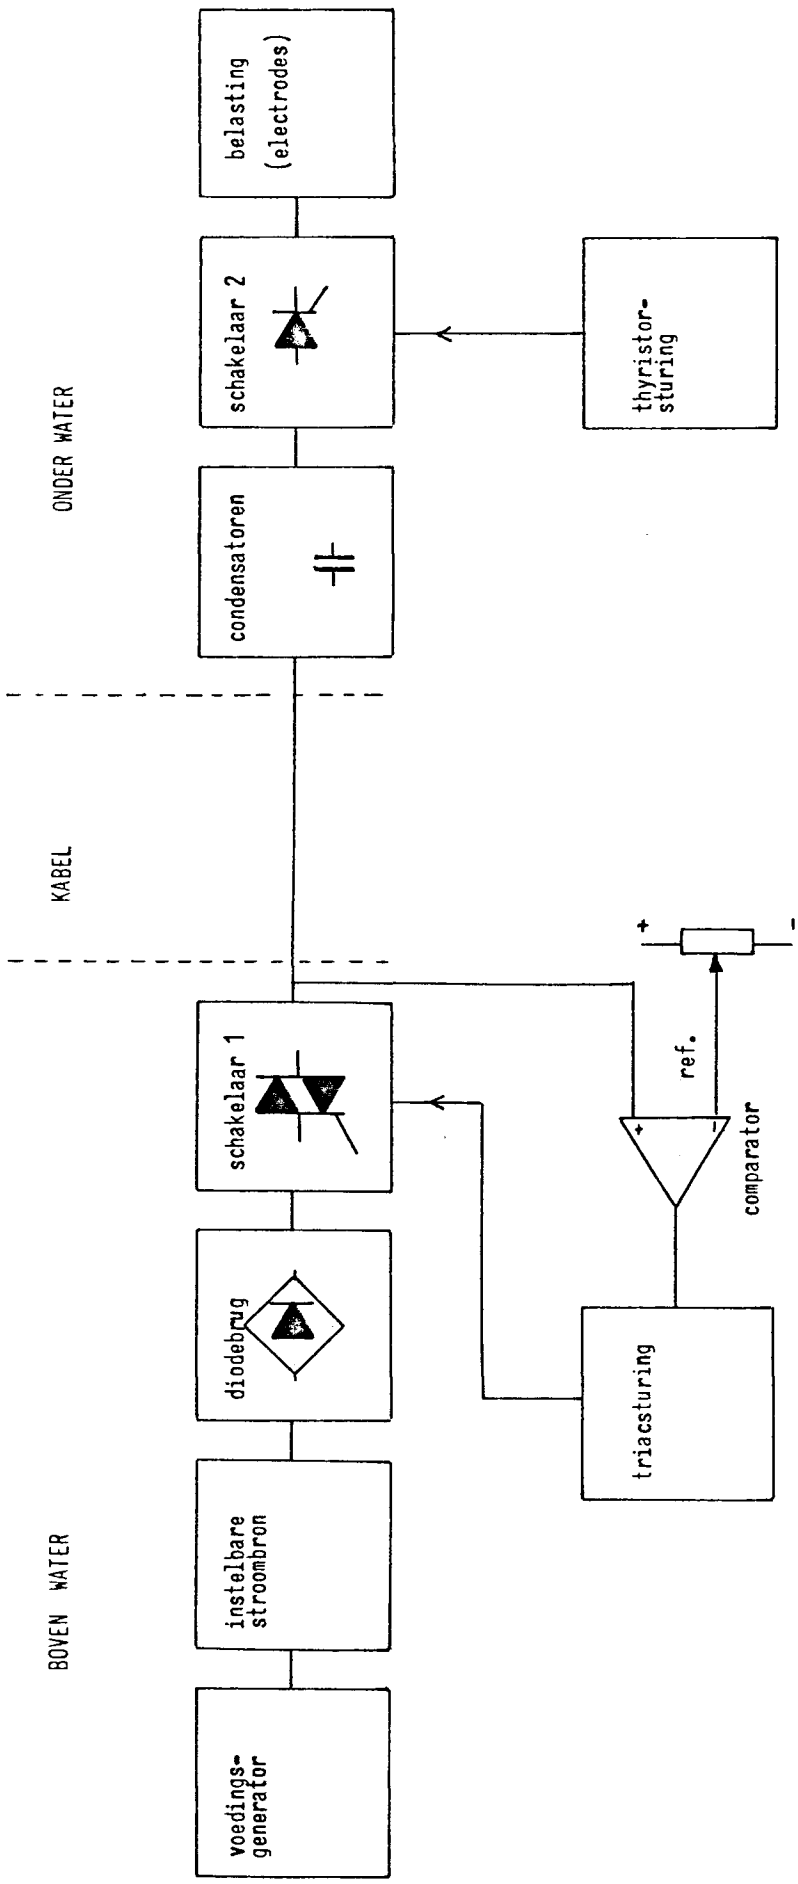 BOVEN WATER
KABEL
ONDER WATER
voedings-
generator
instelbare
stroombron
diodebrug
schakelaar 1
condensatoren
schakelaar 2
belasting
(electrodes)
triacsturing
comparator
+
-
ref.
+
-
thyristor-
sturing